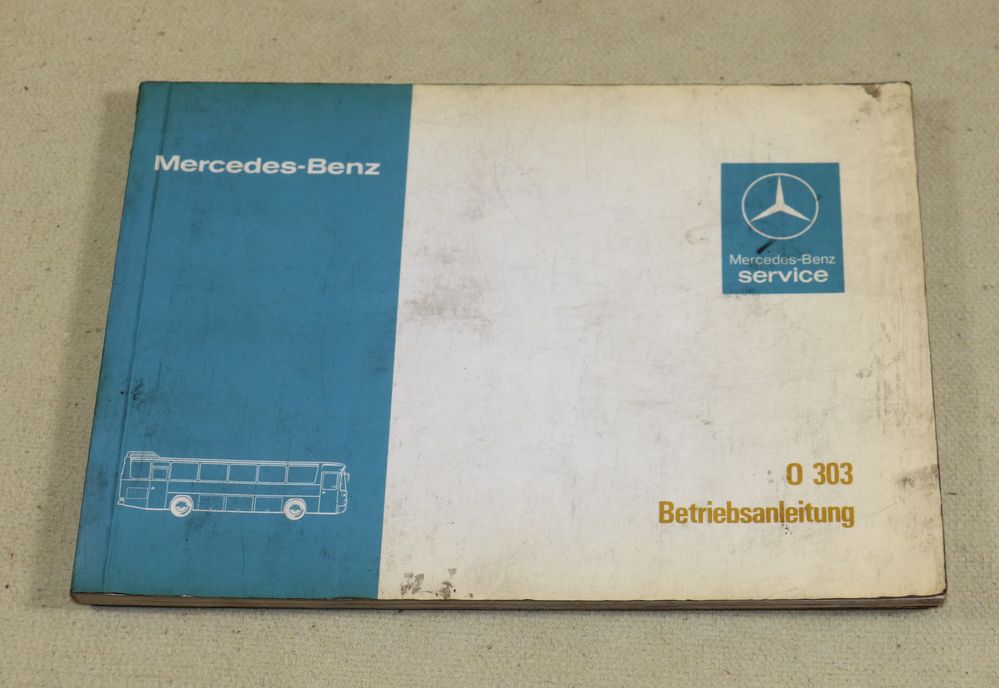 Mercedes-Benz
Mercedes-Benz
service
O 303
Betriebsanleitung